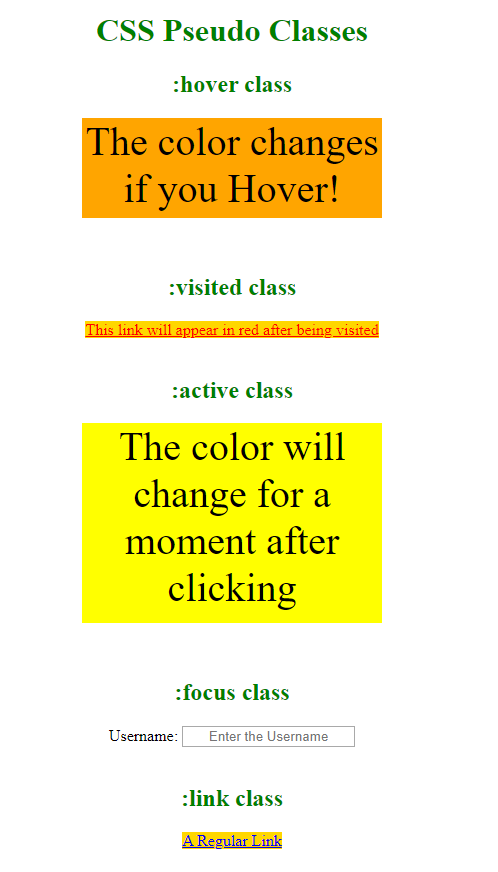 CSS Pseudo Classes
:hover class
The color changes
if you Hover!
:visited class
This link will appear in red after being visited
:active class
The color will
change for a
moment after
clicking
:focus class
Username: Enter the Username
:link class
A Regular Link